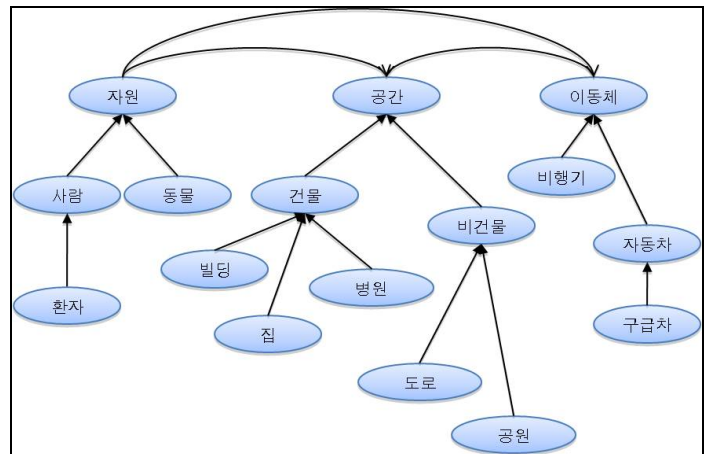 자원
공간
이동체
사람
동물
건물
비행기
비건물
자동차
빌딩
병원
환자
집
구급차
도로
공원